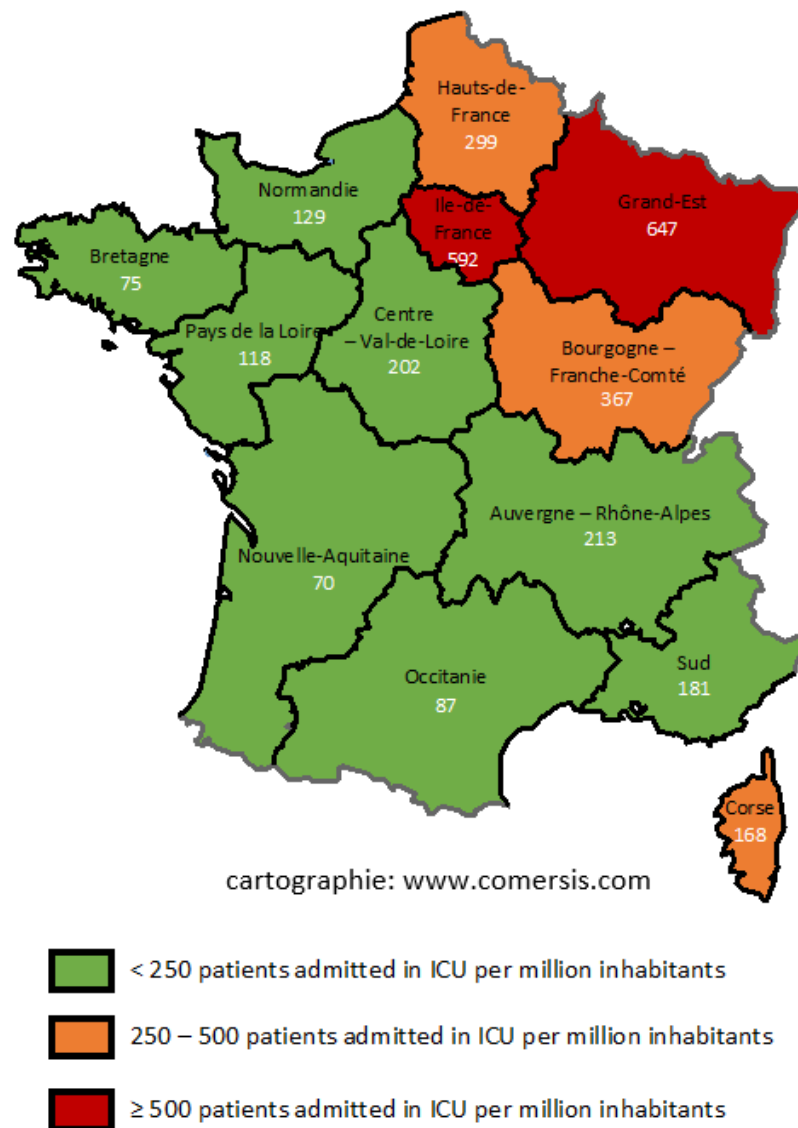 Hauts-de-
France
299
Normandie
129
Ile-de-
France
592
Grand-Est
647
Bretagne
75
Pays de la Loire
118
Centre
– Val-de-Loire
202
Bourgogne –
Franche-Comté
367
Auvergne – Rhône-Alpes
213
Nouvelle-Aquitaine
70
Occitanie
87
Sud
181
Corse
168
cartographie: www.comersis.com
< 250 patients admitted in ICU per million inhabitants
250 – 500 patients admitted in ICU per million inhabitants
≥ 500 patients admitted in ICU per million inhabitants